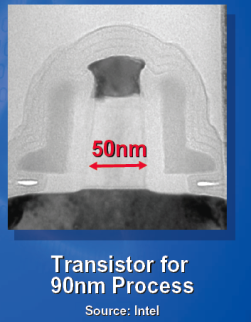 50nm
Transistor for
90nm Process
Source: Intel